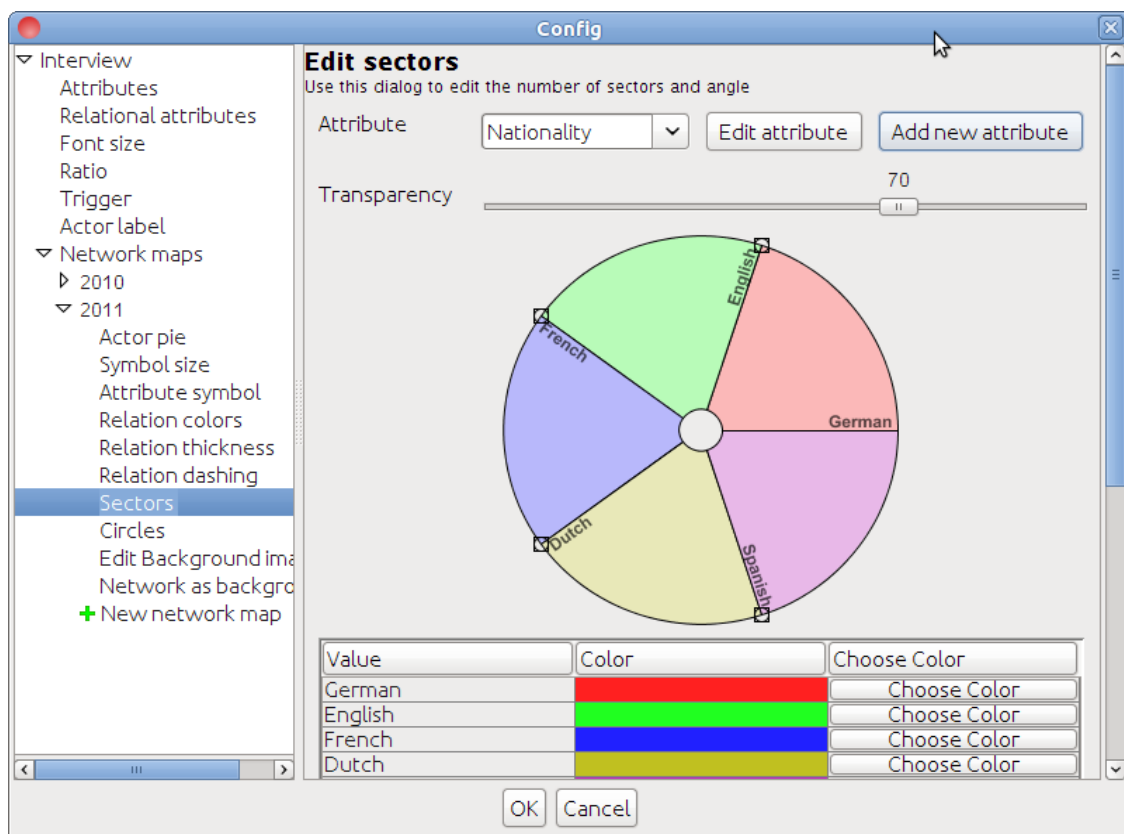 Config
Interview
Attributes
Relational attributes
Font size
Ratio
Trigger
Actor label
Network maps
2010
2011
Actor pie
Symbol size
Attribute symbol
Relation colors
Relation thickness
Relation dashing
Sectors
Circles
Edit Background ima
Network as backgro
New network map
Edit sectors
Use this dialog to edit the number of sectors and angle
Attribute Nationality Edit attribute Add new attribute
70
Transparency
English
French
German
Dutch
Spanish
Value Color Choose Color
German Choose Color
English Choose Color
French Choose Color
Dutch Choose Color
OK Cancel